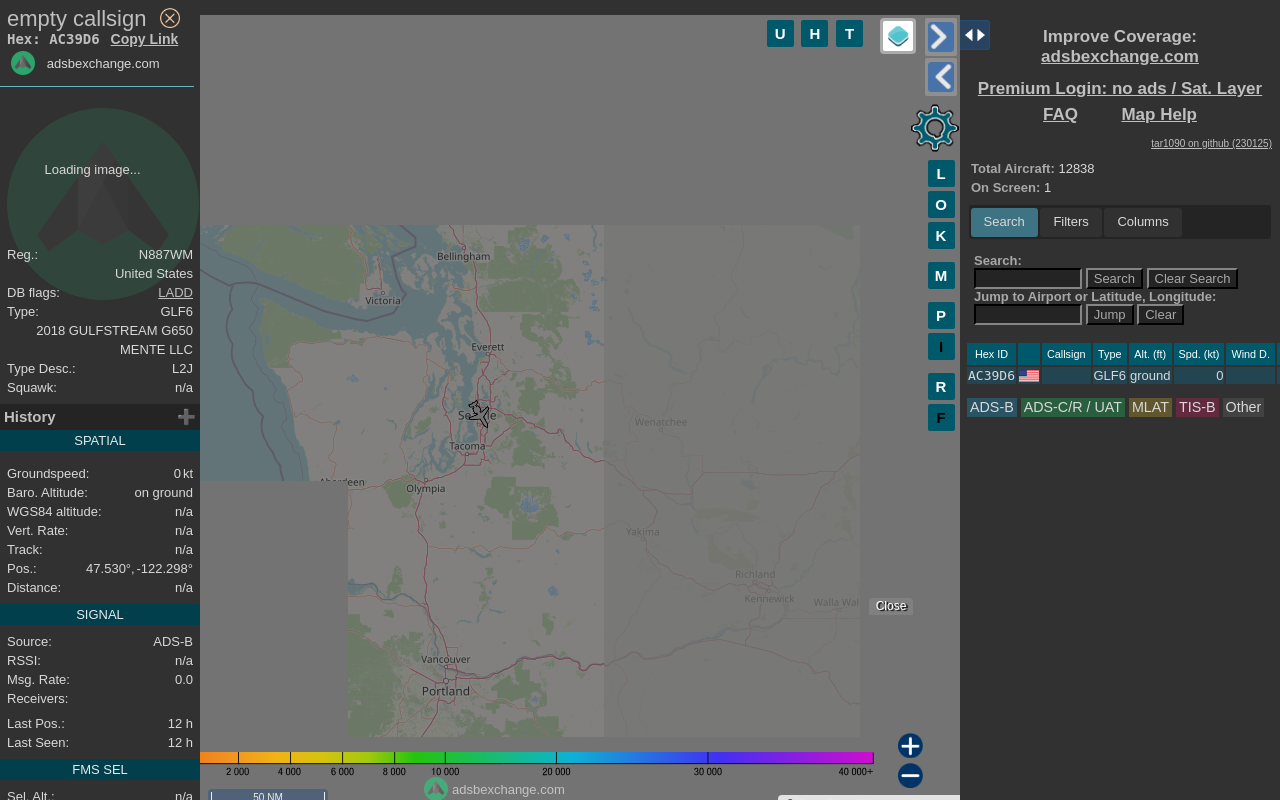 empty callsign
Hex: AC39D6 Copy Link
adsbexchange.com
Loading image...
Reg.: N887WM
United States
DB flags: LADD
Type: GLF6
2018 GULFSTREAM G650
MENTE LLC
Type Desc.: L2J
Squawk: n/a
History
SPATIAL
Groundspeed: 0 kt
Baro. Altitude: on ground
WGS84 altitude: n/a
Vert. Rate: n/a
Track: n/a
Pos.: 47.530°, -122.298°
Distance: n/a
SIGNAL
Source: ADS-B
RSSI: n/a
Msg. Rate: 0.0
Receivers:
Last Pos.: 12 h
Last Seen: 12 h
FMS SEL
Sel. Alt.: n/a
U H T
L
O
K
M
P
I
R
F
Bellingham
Victoria
Everett
Seattle
Wenatchee
Tacoma
Aberdeen
Olympia
Yakima
Richland
Kennewick
Walla Wal
Close
Vancouver
Portland
2 000 4 000 6 000 8 000 10 000 20 000 30 000 40 000+
adsbexchange.com
50 NM
Improve Coverage:
adsbexchange.com
Premium Login: no ads / Sat. Layer
FAQ Map Help
tar1090 on github (230125)
Total Aircraft: 12838
On Screen: 1
Search Filters Columns
Search:
Search Clear Search
Jump to Airport or Latitude, Longitude:
Jump Clear
Hex ID Callsign Type Alt. (ft) Spd. (kt) Wind D.
AC39D6 GLF6 ground 0
ADS-B ADS-C/R / UAT MLAT TIS-B Other